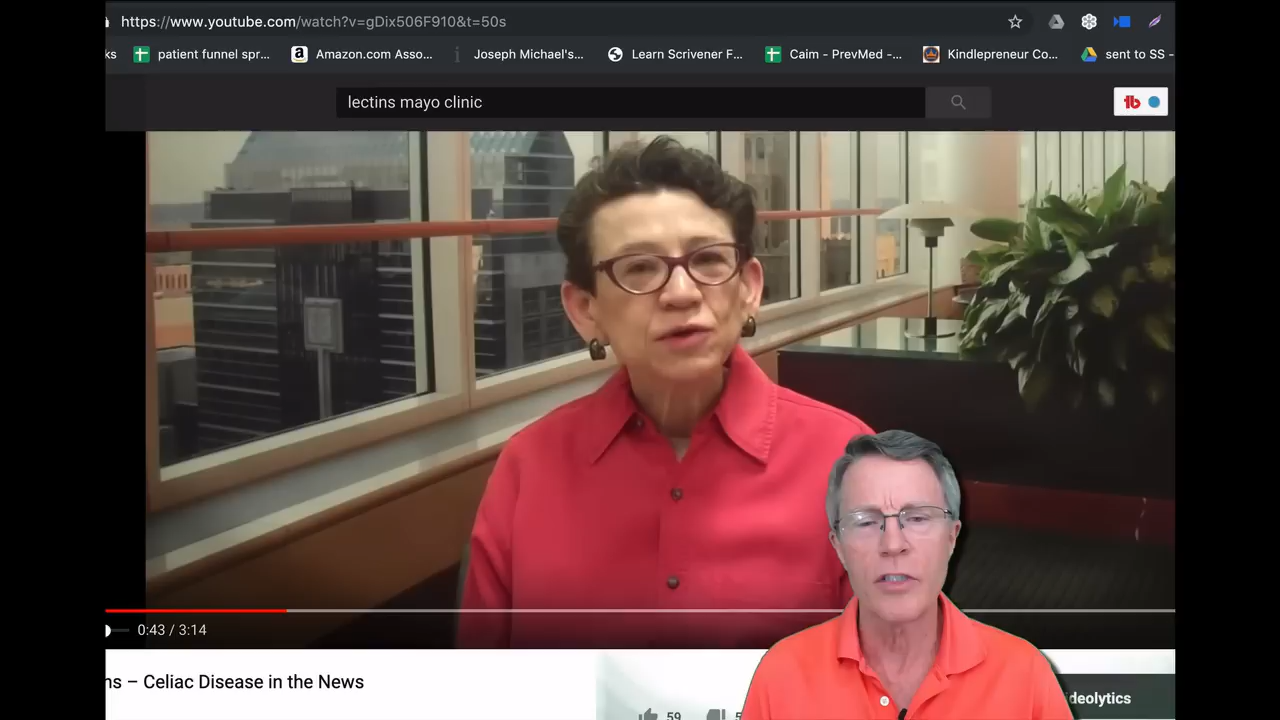 https://www.youtube.com/watch?v=gDix506F910&t=50s
ks patient funnel spr... Amazon.com Asso... Joseph Michael's... Learn Scrivener F... Caim - PrevMed -... Kindlepreneur Co... sent to SS -
lectins mayo clinic
0:43 / 3:14
ns – Celiac Disease in the News
59
deolytics